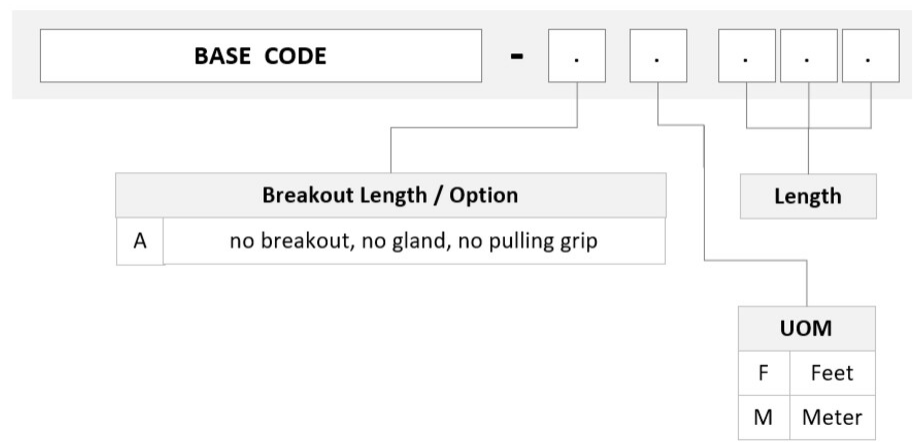 BASE CODE - . . . . .
Breakout Length / Option
A no breakout, no gland, no pulling grip
Length
UOM
F Feet
M Meter